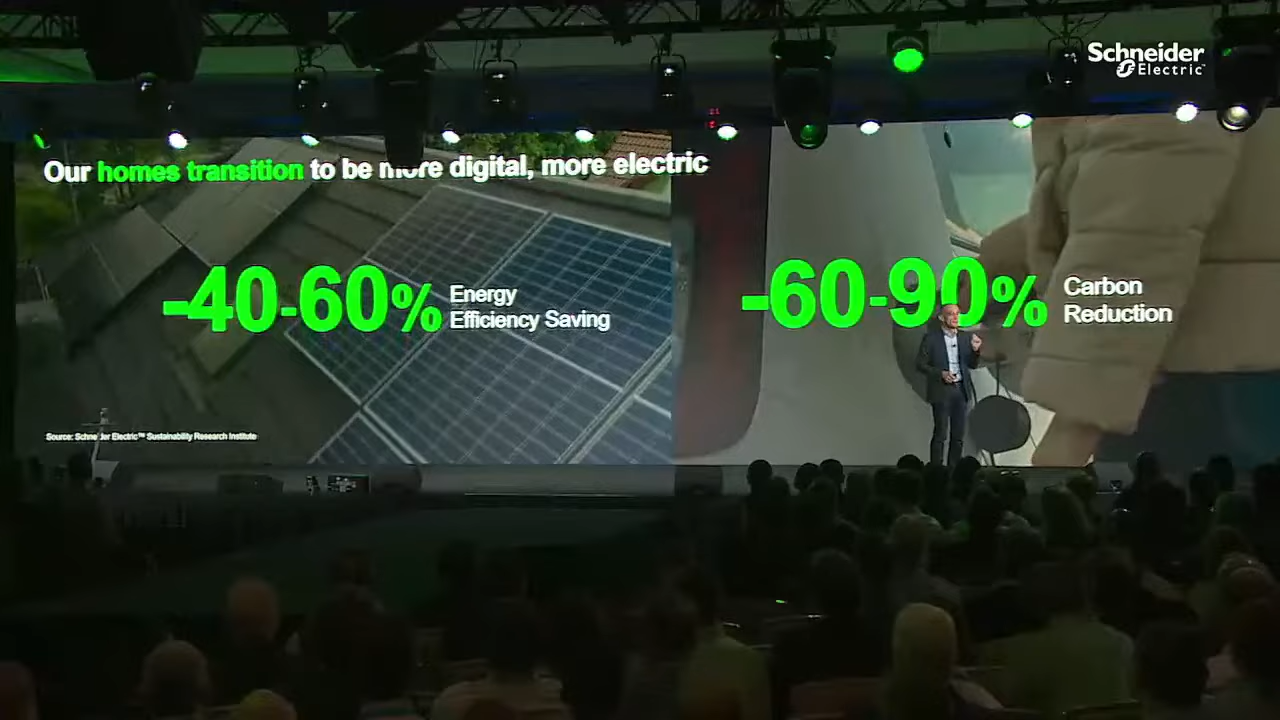 Schneider
Electric
Our homes transition to be more digital, more electric
-40-60% Energy
Efficiency Saving
-60-90% Carbon
Reduction
Source: Schneider Electric™ Sustainability Research Institute